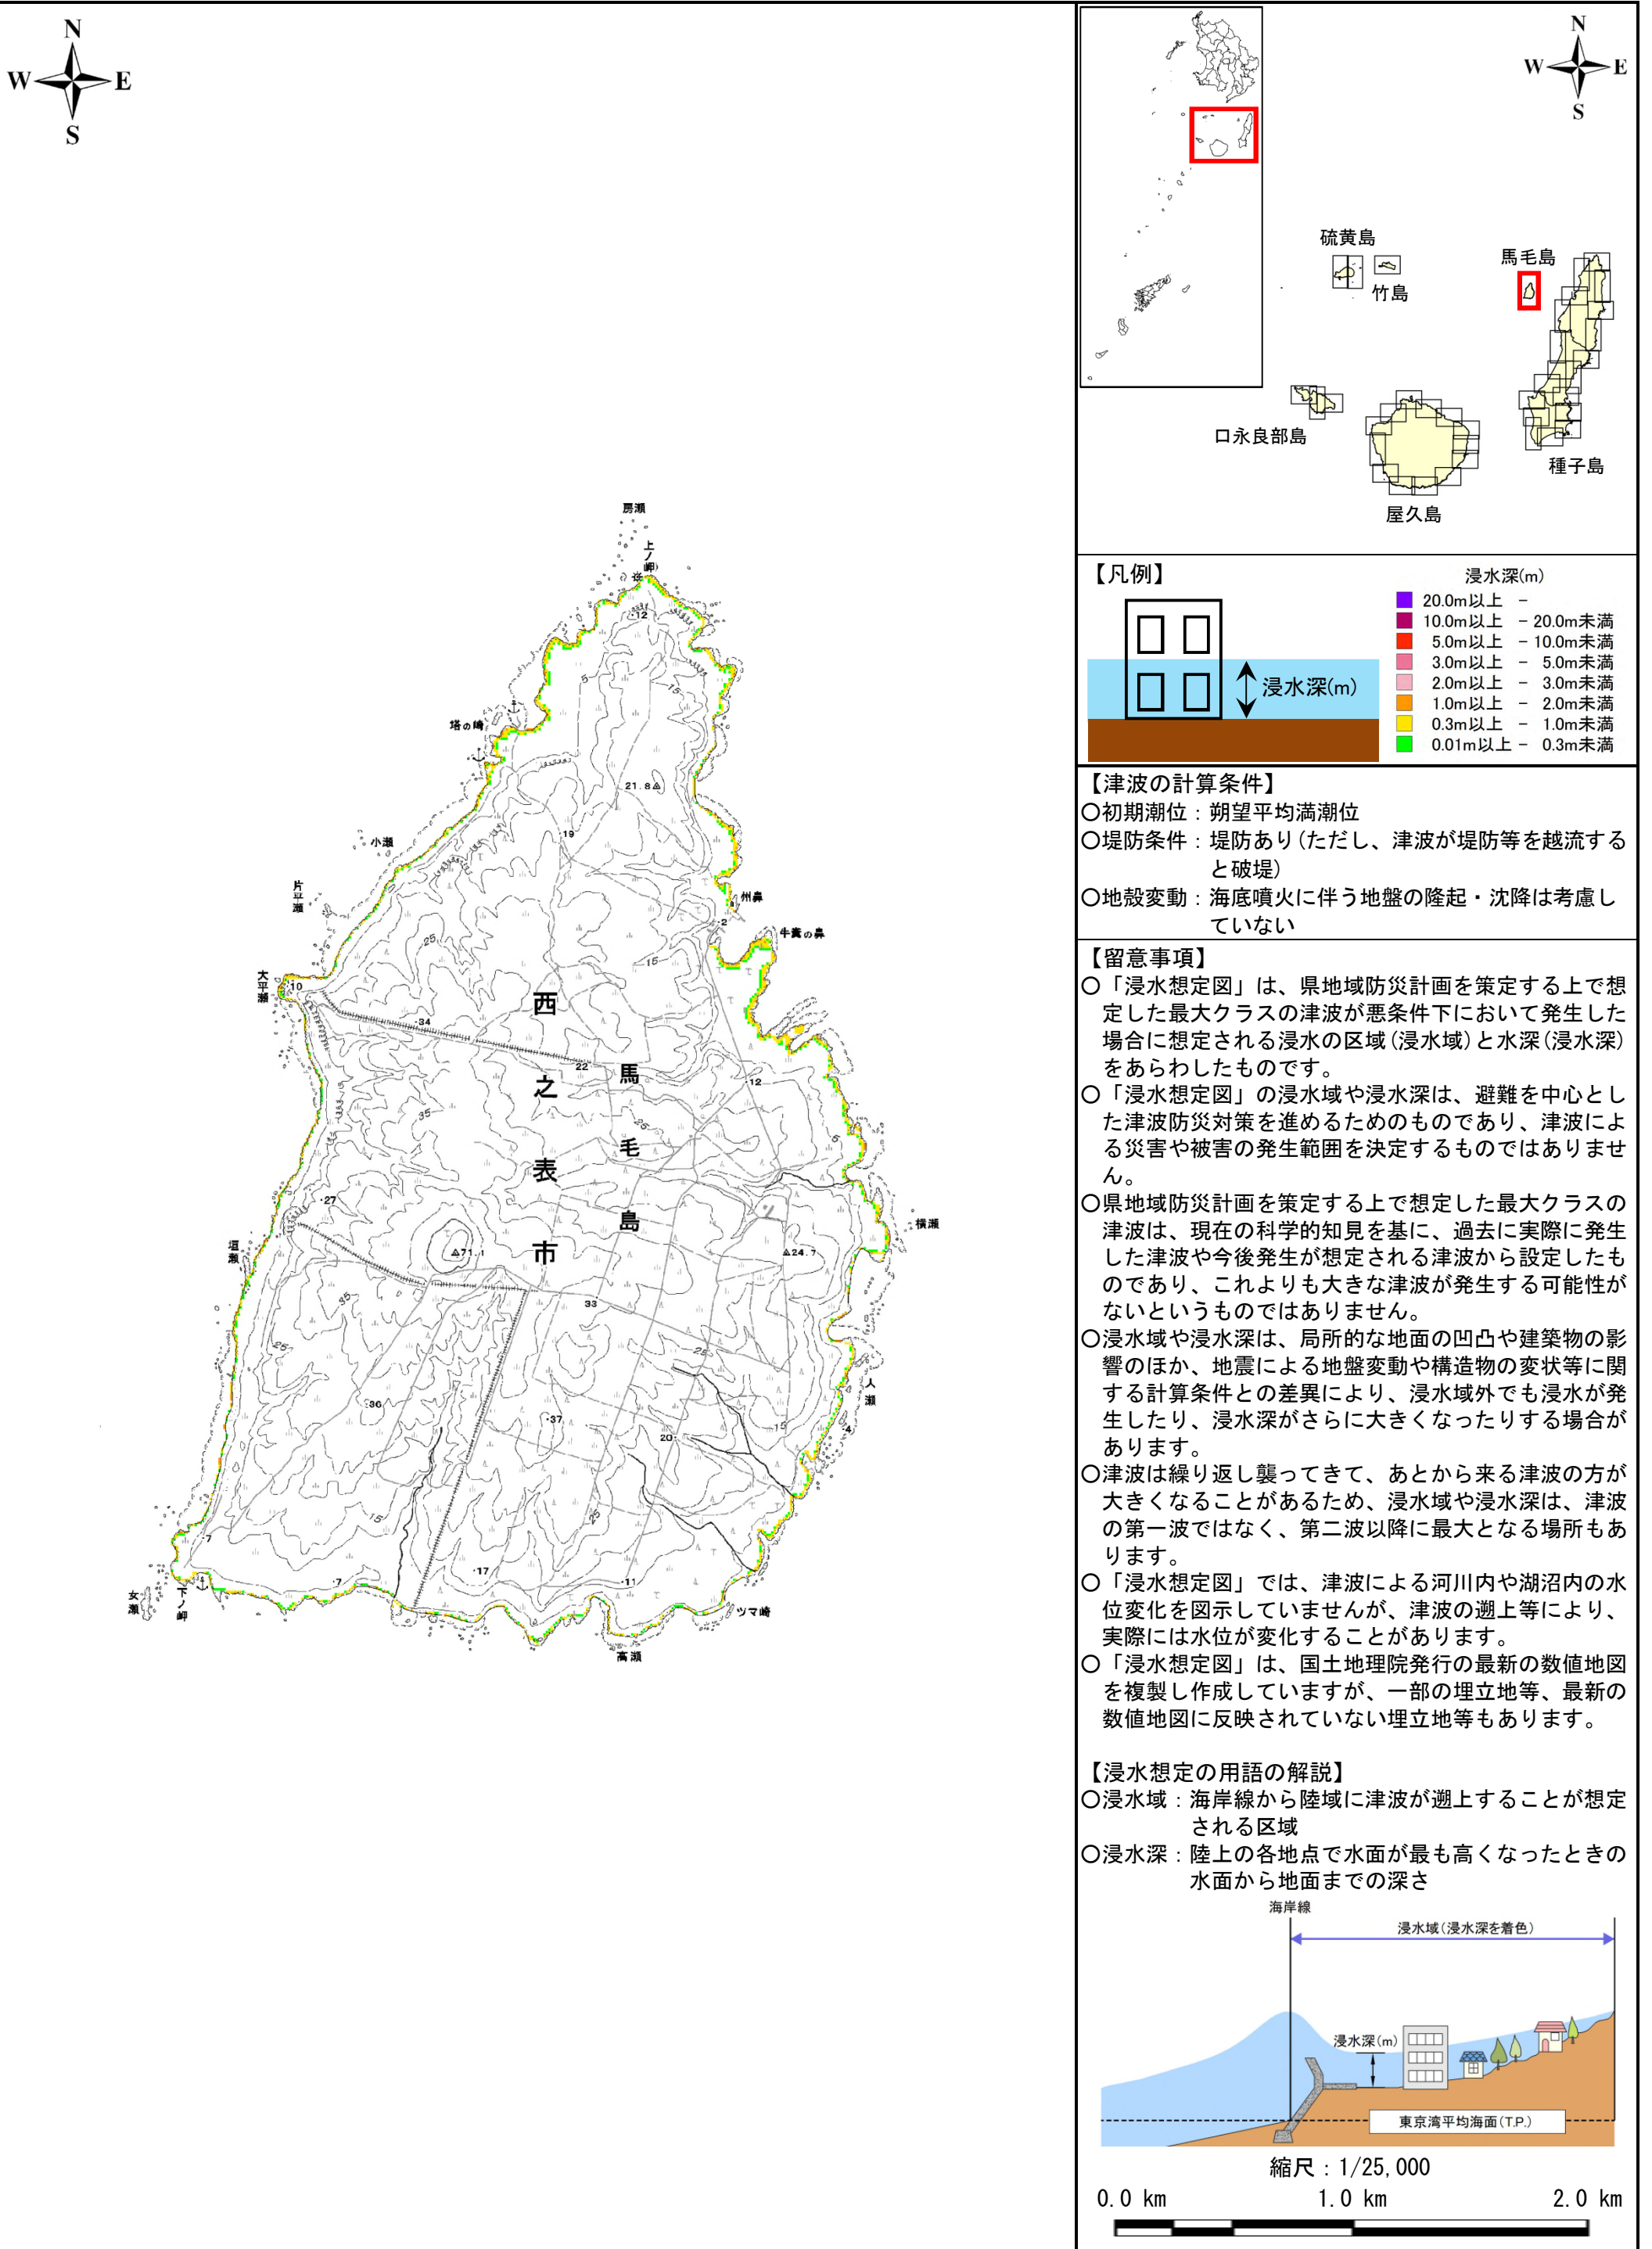 N
W E
S
房瀬
上ノ岬
12
5
15
塔の崎
21.8
19
小瀬
片平瀬
州鼻
2
牛糞の鼻
25
15
大平瀬
10
34
22
12
西之表市
馬毛島
35
25
5
27
横瀬
垣瀬
71.1
24.7
33
35
25
25
人瀬
36
37
15
4
20
15
25
7
7
17
11
女瀬
下ノ岬
ツマ崎
高瀬
N
W E
S
硫黄島
竹島
馬毛島
口永良部島
屋久島
種子島
【凡例】
浸水深(m)
浸水深(m)
20.0m以上 －
10.0m以上 － 20.0m未満
5.0m以上 － 10.0m未満
3.0m以上 － 5.0m未満
2.0m以上 － 3.0m未満
1.0m以上 － 2.0m未満
0.3m以上 － 1.0m未満
0.01m以上 － 0.3m未満
【津波の計算条件】
○初期潮位：朔望平均満潮位
○堤防条件：堤防あり(ただし、津波が堤防等を越流する
と破堤)
○地殻変動：海底噴火に伴う地盤の隆起・沈降は考慮し
ていない
【留意事項】
○「浸水想定図」は、県地域防災計画を策定する上で想
定した最大クラスの津波が悪条件下において発生した
場合に想定される浸水の区域(浸水域)と水深(浸水深)
をあらわしたものです。
○「浸水想定図」の浸水域や浸水深は、避難を中心とし
た津波防災対策を進めるためのものであり、津波によ
る災害や被害の発生範囲を決定するものではありませ
ん。
○県地域防災計画を策定する上で想定した最大クラスの
津波は、現在の科学的知見を基に、過去に実際に発生
した津波や今後発生が想定される津波から設定したも
のであり、これよりも大きな津波が発生する可能性が
ないというものではありません。
○浸水域や浸水深は、局所的な地面の凹凸や建築物の影
響のほか、地震による地盤変動や構造物の変状等に関
する計算条件との差異により、浸水域外でも浸水が発
生したり、浸水深がさらに大きくなったりする場合が
あります。
○津波は繰り返し襲ってきて、あとから来る津波の方が
大きくなることがあるため、浸水域や浸水深は、津波
の第一波ではなく、第二波以降に最大となる場所もあ
ります。
○「浸水想定図」では、津波による河川内や湖沼内の水
位変化を図示していませんが、津波の遡上等により、
実際には水位が変化することがあります。
○「浸水想定図」は、国土地理院発行の最新の数値地図
を複製し作成していますが、一部の埋立地等、最新の
数値地図に反映されていない埋立地等もあります。
【浸水想定の用語の解説】
○浸水域：海岸線から陸域に津波が遡上することが想定
される区域
○浸水深：陸上の各地点で水面が最も高くなったときの
水面から地面までの深さ
海岸線
浸水域(浸水深を着色)
浸水深(m)
東京湾平均海面(T.P.)
縮尺：1/25,000
0.0 km 1.0 km 2.0 km